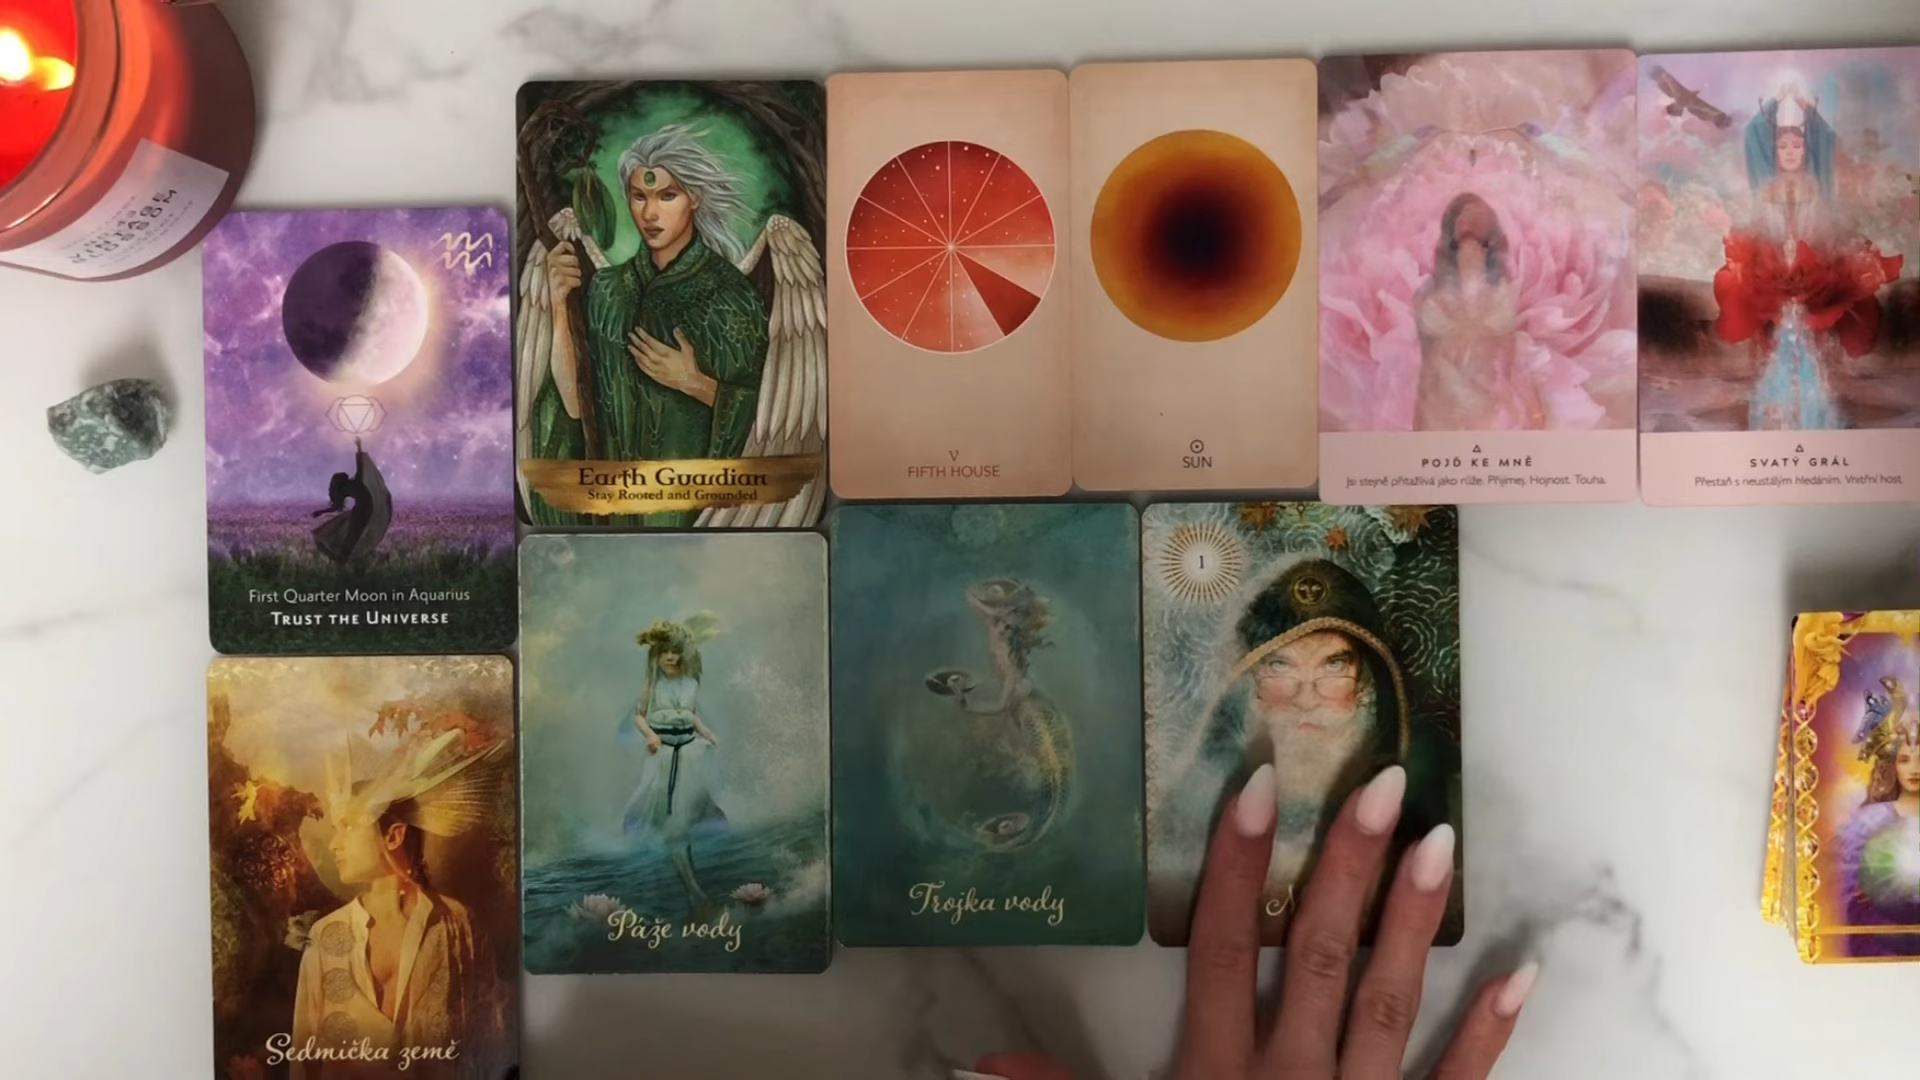 First Quarter Moon in Aquarius
TRUST THE UNIVERSE
Earth Guardian
Stay Rooted and Grounded
V
FIFTH HOUSE
SUN
POJĎ KE MNĚ
Jsi stejně přitažlivá jako růže. Přijímej. Hojnost. Touha.
SVATÝ GRÁL
Přestaň s neustálým hledáním. Vnitřní host.
Sedmička země
Páže vody
Trojka vody
1